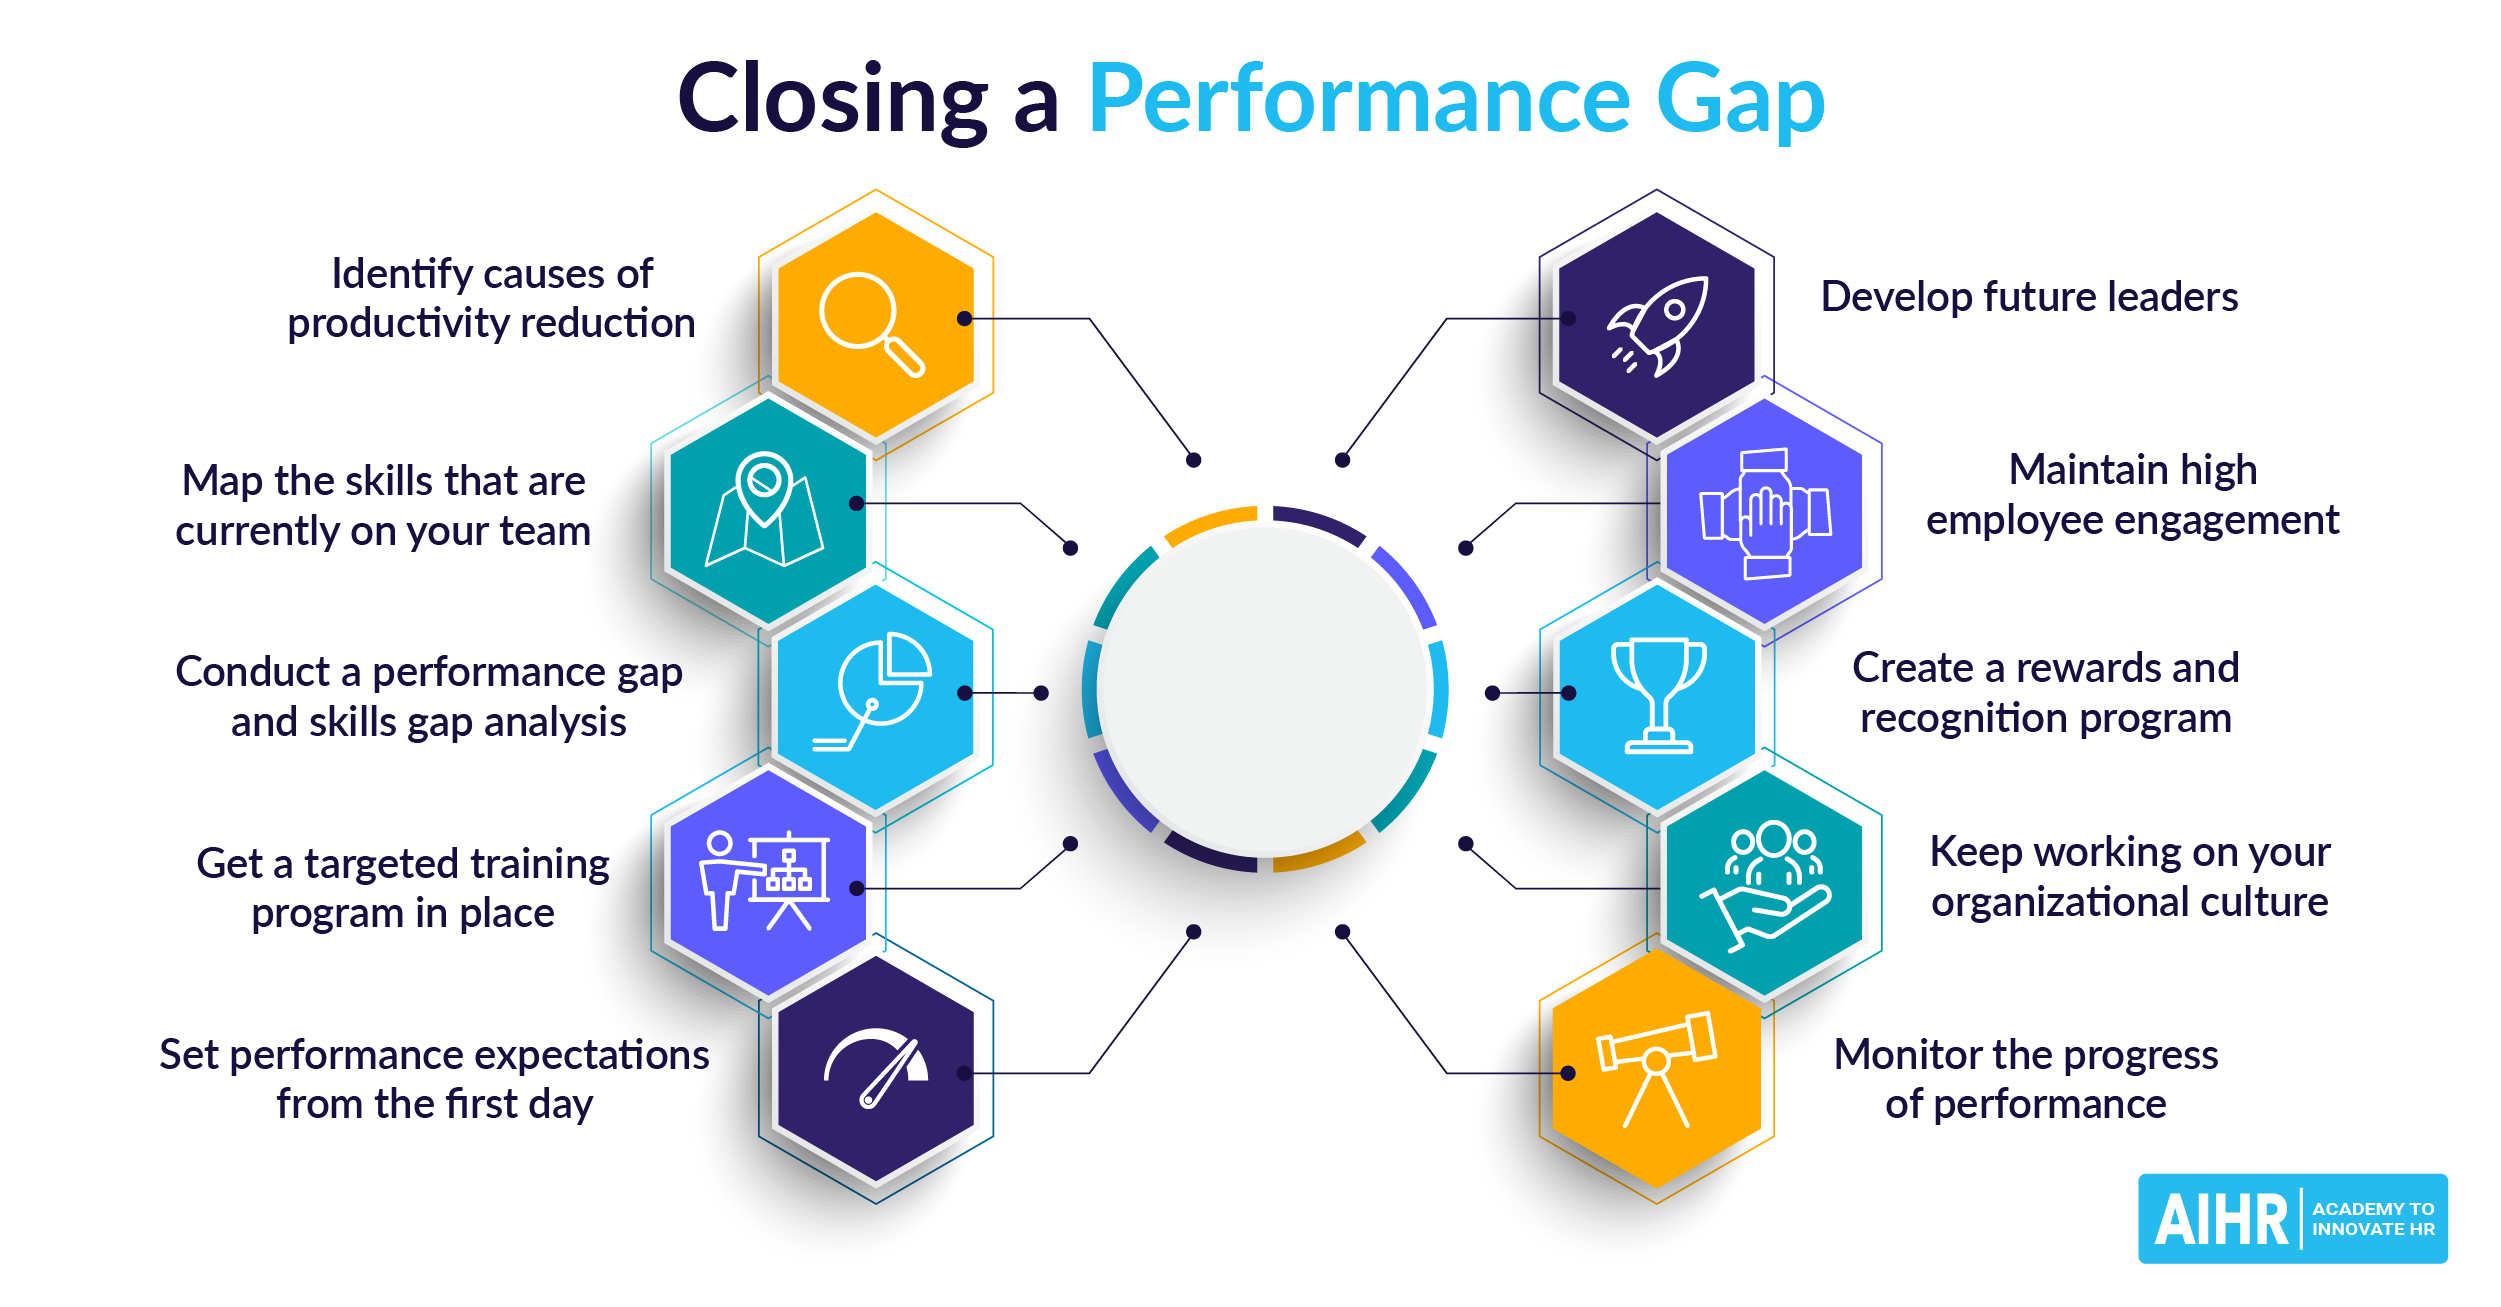 Closing a Performance Gap
Identify causes of
productivity reduction
Map the skills that are
currently on your team
Conduct a performance gap
and skills gap analysis
Get a targeted training
program in place
Set performance expectations
from the first day
Develop future leaders
Maintain high
employee engagement
Create a rewards and
recognition program
Keep working on your
organizational culture
Monitor the progress
of performance
AIHR
ACADEMY TO
INNOVATE HR